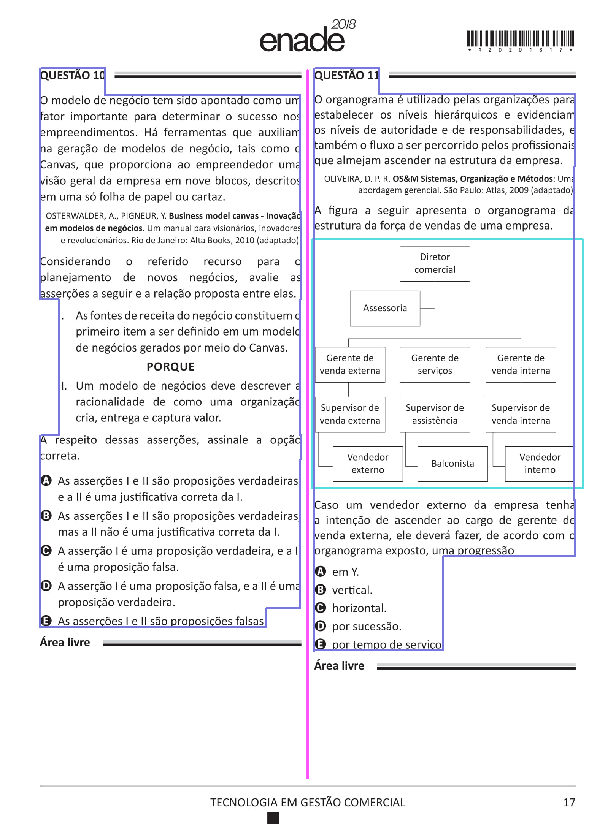 enade 2018
*R20201817*
QUESTÃO 10
O modelo de negócio tem sido apontado como um
fator importante para determinar o sucesso nos
empreendimentos. Há ferramentas que auxiliam
na geração de modelos de negócio, tais como o
Canvas, que proporciona ao empreendedor uma
visão geral da empresa em nove blocos, descritos
em uma só folha de papel ou cartaz.
OSTERWALDER, A., PIGNEUR, Y. Business model canvas - Inovação
em modelos de negócios. Um manual para visionários, inovadores
e revolucionários. Rio de Janeiro: Alta Books, 2010 (adaptado).
Considerando o referido recurso para o
planejamento de novos negócios, avalie as
asserções a seguir e a relação proposta entre elas.
I. As fontes de receita do negócio constituem o
primeiro item a ser definido em um modelo
de negócios gerados por meio do Canvas.
PORQUE
II. Um modelo de negócios deve descrever a
racionalidade de como uma organização
cria, entrega e captura valor.
A respeito dessas asserções, assinale a opção
correta.
A As asserções I e II são proposições verdadeiras,
e a II é uma justificativa correta da I.
B As asserções I e II são proposições verdadeiras,
mas a II não é uma justificativa correta da I.
C A asserção I é uma proposição verdadeira, e a II
é uma proposição falsa.
D A asserção I é uma proposição falsa, e a II é uma
proposição verdadeira.
E As asserções I e II são proposições falsas.
Área livre
QUESTÃO 11
O organograma é utilizado pelas organizações para
estabelecer os níveis hierárquicos e evidenciam
os níveis de autoridade e de responsabilidades, e
também o fluxo a ser percorrido pelos profissionais
que almejam ascender na estrutura da empresa.
OLIVEIRA, D. P. R. OS&M Sistemas, Organização e Métodos: Uma
abordagem gerencial. São Paulo: Atlas, 2009 (adaptado).
A figura a seguir apresenta o organograma da
estrutura da força de vendas de uma empresa.
Diretor
comercial
Assessoria
Gerente de
venda externa
Gerente de
serviços
Gerente de
venda interna
Supervisor de
venda externa
Supervisor de
assistência
Supervisor de
venda interna
Vendedor
externo
Balconista
Vendedor
interno
Caso um vendedor externo da empresa tenha
a intenção de ascender ao cargo de gerente de
venda externa, ele deverá fazer, de acordo com o
organograma exposto, uma progressão
A em Y.
B vertical.
C horizontal.
D por sucessão.
E por tempo de serviço.
Área livre
TECNOLOGIA EM GESTÃO COMERCIAL
17